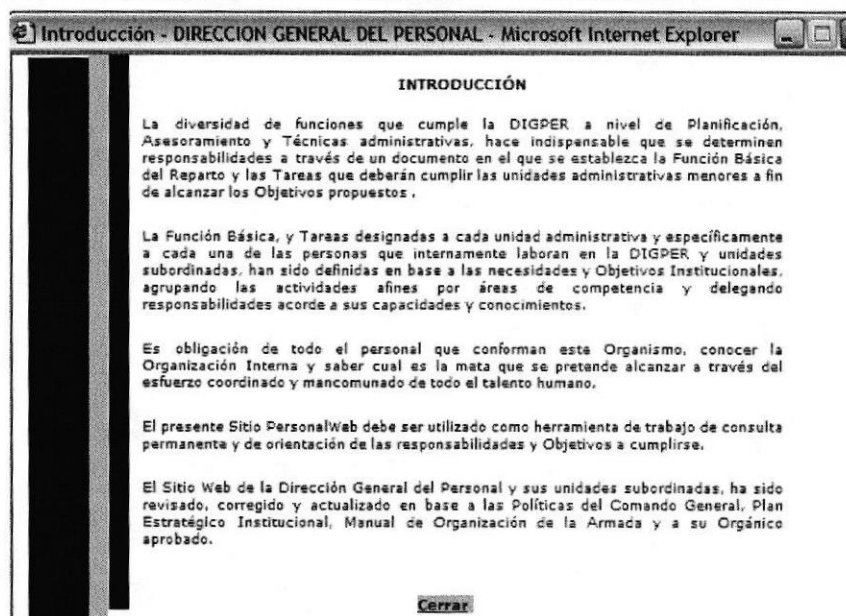 Introducción - DIRECCION GENERAL DEL PERSONAL - Microsoft Internet Explorer
INTRODUCCIÓN
La diversidad de funciones que cumple la DIGPER a nivel de Planificación,
Asesoramiento y Técnicas administrativas, hace indispensable que se determinen
responsabilidades a través de un documento en el que se establezca la Función Básica
del Reparto y las Tareas que deberán cumplir las unidades administrativas menores a fin
de alcanzar los Objetivos propuestos .
La Función Básica, y Tareas designadas a cada unidad administrativa y específicamente
a cada una de las personas que internamente laboran en la DIGPER y unidades
subordinadas, han sido definidas en base a las necesidades y Objetivos Institucionales,
agrupando las actividades afines por áreas de competencia y delegando
responsabilidades acorde a sus capacidades y conocimientos.
Es obligación de todo el personal que conforman este Organismo, conocer la
Organización Interna y saber cual es la meta que se pretende alcanzar a través del
esfuerzo coordinado y mancomunado de todo el talento humano.
El presente Sitio PersonalWeb debe ser utilizado como herramienta de trabajo de consulta
permanente y de orientación de las responsabilidades y Objetivos a cumplirse.
El Sitio Web de la Dirección General del Personal y sus unidades subordinadas, ha sido
revisado, corregido y actualizado en base a las Políticas del Comando General, Plan
Estratégico Institucional, Manual de Organización de la Armada y a su Orgánico
aprobado.
Cerrar